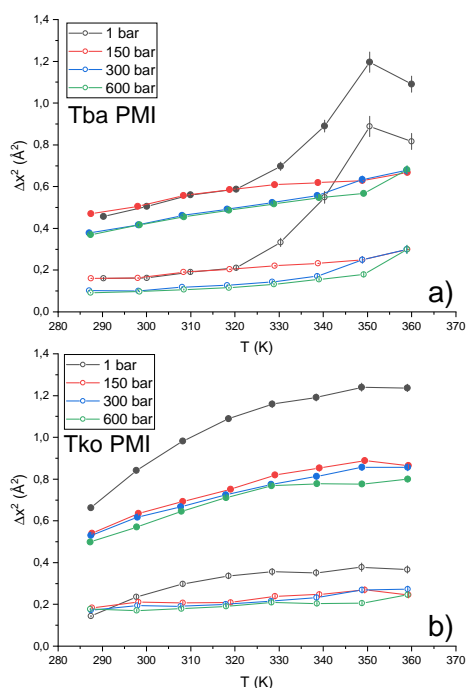 1,4
1,2
1,0
0,8
0,6
0,4
0,2
0,0
Δx² (Å²)
1 bar
150 bar
300 bar
600 bar
Tba PMI
a)
280 290 300 310 320 330 340 350 360 370
T (K)
1,4
1,2
1,0
0,8
0,6
0,4
0,2
0,0
Δx² (Å²)
1 bar
150 bar
300 bar
600 bar
Tko PMI
b)
280 290 300 310 320 330 340 350 360 370
T (K)